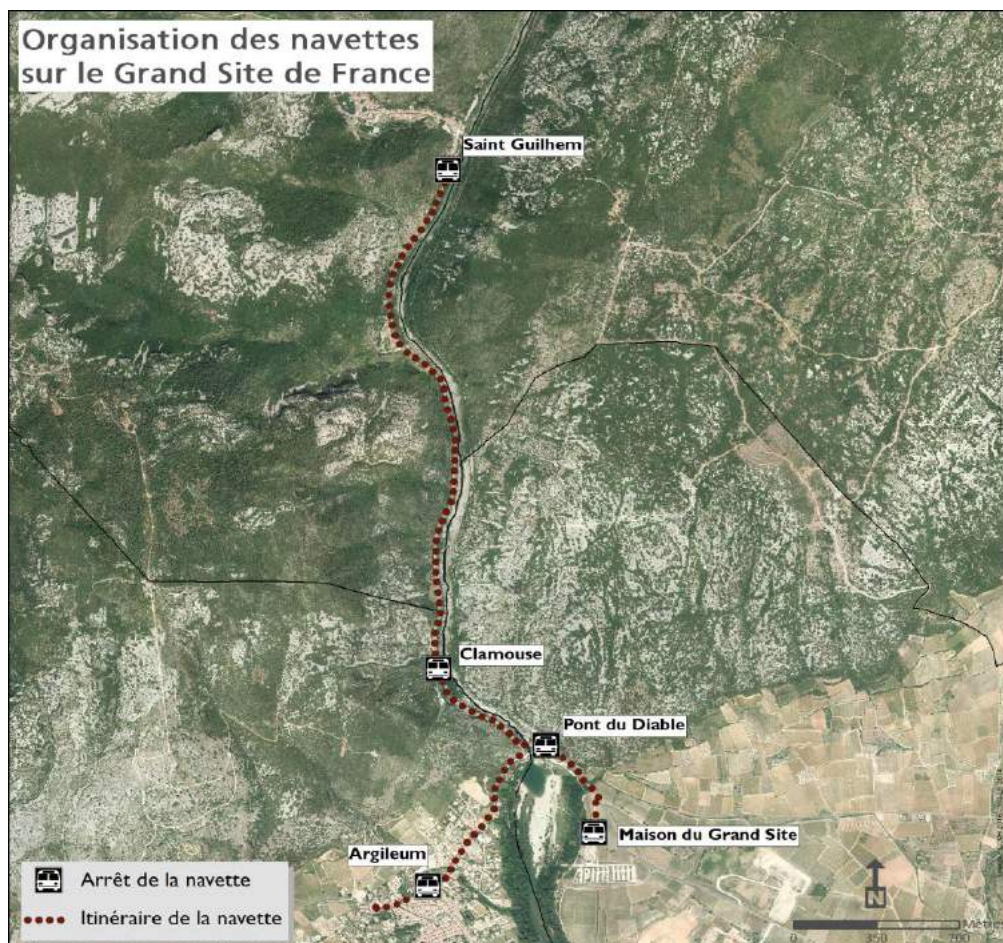 Organisation des navettes
sur le Grand Site de France
Saint Guilhem
Clamouse
Pont du Diable
Maison du Grand Site
Argileum
Arrêt de la navette
Itinéraire de la navette
N
0 350 700